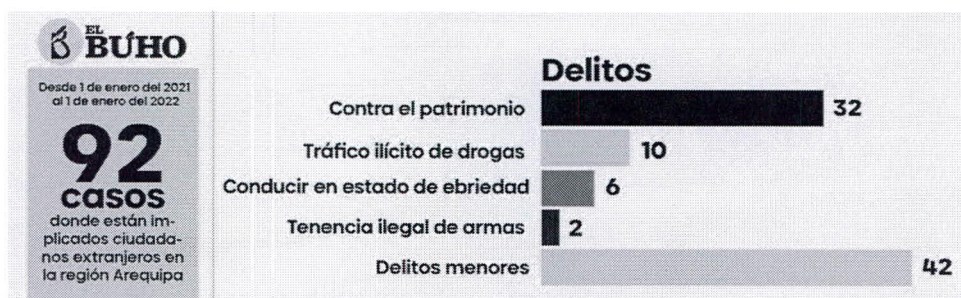 EL
BÚHO
Desde 1 de enero del 2021
al 1 de enero del 2022
92
casos
donde están im-
plicados ciudada-
nos extranjeros en
la región Arequipa
Delitos
Contra el patrimonio 32
Tráfico ilícito de drogas 10
Conducir en estado de ebriedad 6
Tenencia ilegal de armas 2
Delitos menores 42